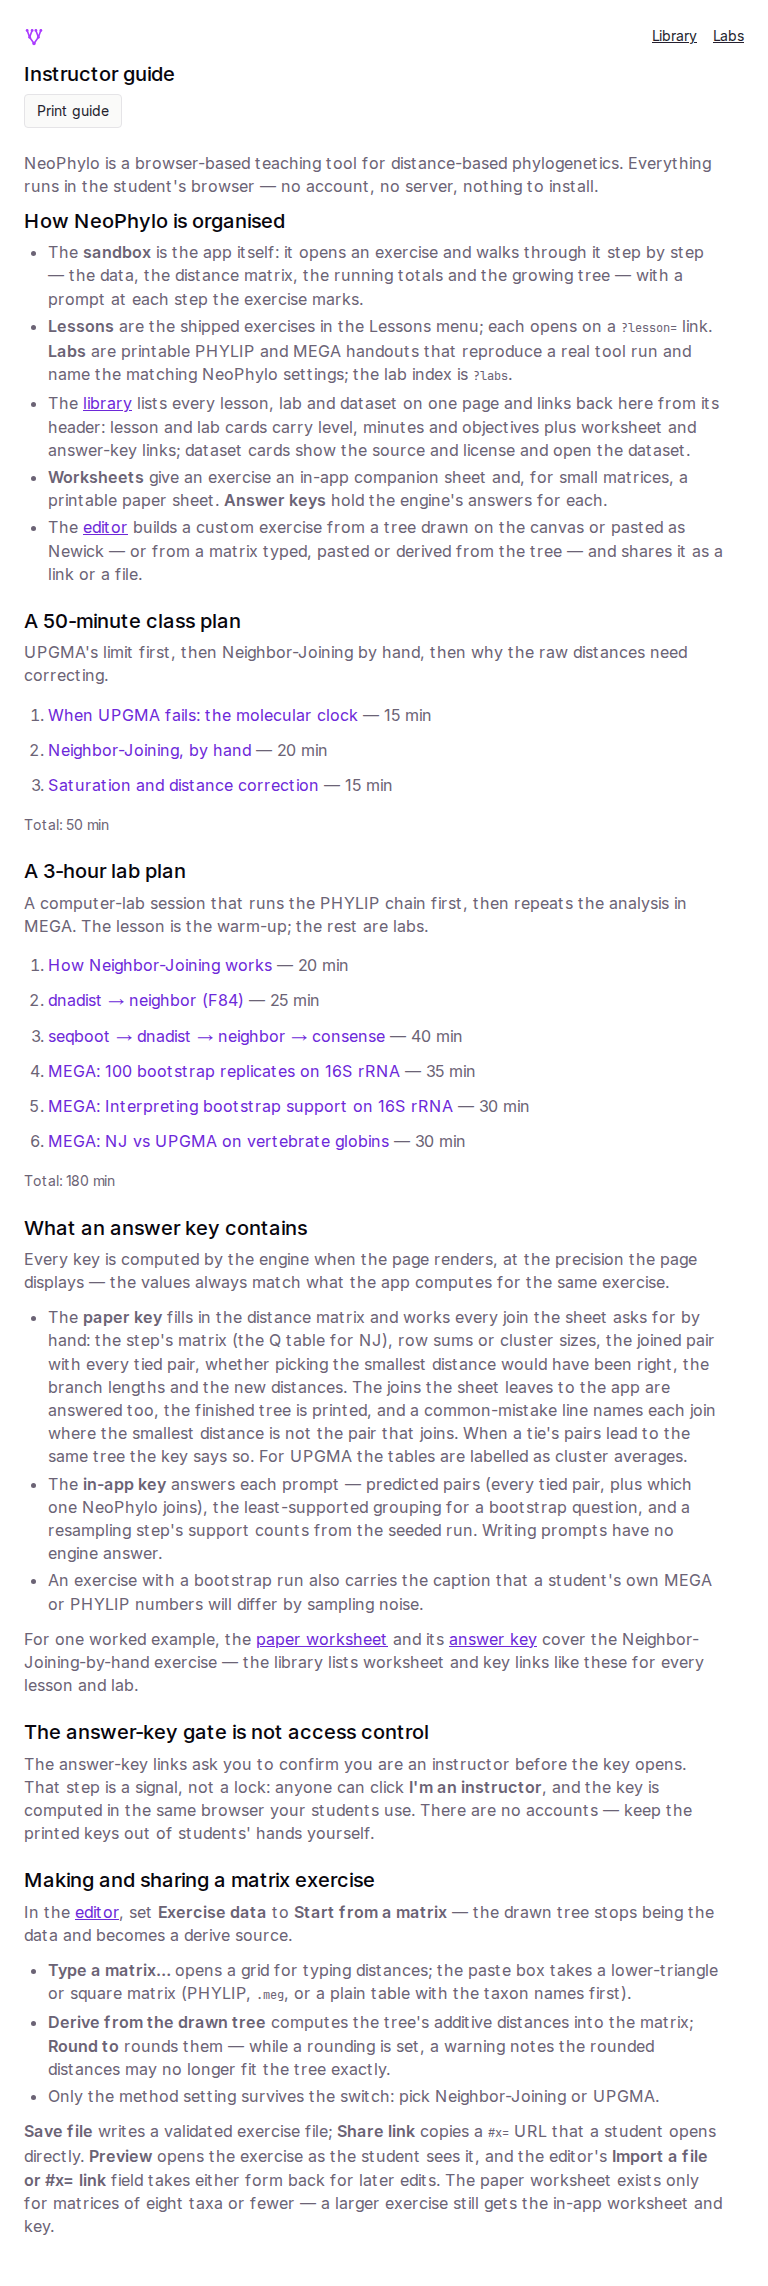 Library Labs
Instructor guide
Print guide
NeoPhylo is a browser-based teaching tool for distance-based phylogenetics. Everything
runs in the student's browser — no account, no server, nothing to install.
How NeoPhylo is organised
• The sandbox is the app itself: it opens an exercise and walks through it step by step
— the data, the distance matrix, the running totals and the growing tree — with a
prompt at each step the exercise marks.
• Lessons are the shipped exercises in the Lessons menu; each opens on a ?lesson= link.
Labs are printable PHYLIP and MEGA handouts that reproduce a real tool run and
name the matching NeoPhylo settings; the lab index is ?labs.
• The library lists every lesson, lab and dataset on one page and links back here from its
header: lesson and lab cards carry level, minutes and objectives plus worksheet and
answer-key links; dataset cards show the source and license and open the dataset.
• Worksheets give an exercise an in-app companion sheet and, for small matrices, a
printable paper sheet. Answer keys hold the engine's answers for each.
• The editor builds a custom exercise from a tree drawn on the canvas or pasted as
Newick — or from a matrix typed, pasted or derived from the tree — and shares it as a
link or a file.
A 50-minute class plan
UPGMA's limit first, then Neighbor-Joining by hand, then why the raw distances need
correcting.
1. When UPGMA fails: the molecular clock — 15 min
2. Neighbor-Joining, by hand — 20 min
3. Saturation and distance correction — 15 min
Total: 50 min
A 3-hour lab plan
A computer-lab session that runs the PHYLIP chain first, then repeats the analysis in
MEGA. The lesson is the warm-up; the rest are labs.
1. How Neighbor-Joining works — 20 min
2. dnadist → neighbor (F84) — 25 min
3. seqboot → dnadist → neighbor → consense — 40 min
4. MEGA: 100 bootstrap replicates on 16S rRNA — 35 min
5. MEGA: Interpreting bootstrap support on 16S rRNA — 30 min
6. MEGA: NJ vs UPGMA on vertebrate globins — 30 min
Total: 180 min
What an answer key contains
Every key is computed by the engine when the page renders, at the precision the page
displays — the values always match what the app computes for the same exercise.
• The paper key fills in the distance matrix and works every join the sheet asks for by
hand: the step's matrix (the Q table for NJ), row sums or cluster sizes, the joined pair
with every tied pair, whether picking the smallest distance would have been right, the
branch lengths and the new distances. The joins the sheet leaves to the app are
answered too, the finished tree is printed, and a common-mistake line names each join
where the smallest distance is not the pair that joins. When a tie's pairs lead to the
same tree the key says so. For UPGMA the tables are labelled as cluster averages.
• The in-app key answers each prompt — predicted pairs (every tied pair, plus which
one NeoPhylo joins), the least-supported grouping for a bootstrap question, and a
resampling step's support counts from the seeded run. Writing prompts have no
engine answer.
• An exercise with a bootstrap run also carries the caption that a student's own MEGA
or PHYLIP numbers will differ by sampling noise.
For one worked example, the paper worksheet and its answer key cover the Neighbor-
Joining-by-hand exercise — the library lists worksheet and key links like these for every
lesson and lab.
The answer-key gate is not access control
The answer-key links ask you to confirm you are an instructor before the key opens.
That step is a signal, not a lock: anyone can click I'm an instructor, and the key is
computed in the same browser your students use. There are no accounts — keep the
printed keys out of students' hands yourself.
Making and sharing a matrix exercise
In the editor, set Exercise data to Start from a matrix — the drawn tree stops being the
data and becomes a derive source.
• Type a matrix... opens a grid for typing distances; the paste box takes a lower-triangle
or square matrix (PHYLIP, .meg, or a plain table with the taxon names first).
• Derive from the drawn tree computes the tree's additive distances into the matrix;
Round to rounds them — while a rounding is set, a warning notes the rounded
distances may no longer fit the tree exactly.
• Only the method setting survives the switch: pick Neighbor-Joining or UPGMA.
Save file writes a validated exercise file; Share link copies a #x= URL that a student opens
directly. Preview opens the exercise as the student sees it, and the editor's Import a file
or #x= link field takes either form back for later edits. The paper worksheet exists only
for matrices of eight taxa or fewer — a larger exercise still gets the in-app worksheet and
key.